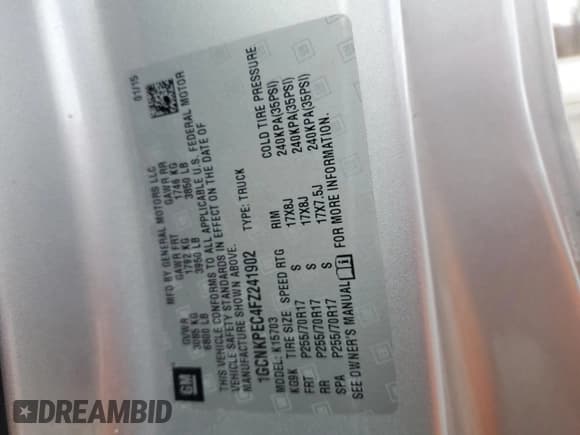 GM
MFD BY GENERAL MOTORS LLC
01/15
GVWR GAWR FRT GAWR RR
3085 KG 1792 KG 1746 KG
6800 LB 3950 LB 3850 LB
THIS VEHICLE CONFORMS TO ALL APPLICABLE U.S. FEDERAL MOTOR
VEHICLE SAFETY STANDARDS IN EFFECT ON THE DATE OF
MANUFACTURE SHOWN ABOVE.
1GCNKPEC4FZ241902 TYPE: TRUCK
MODEL: K15703
KG9K TIRE SIZE SPEED RTG RIM COLD TIRE PRESSURE
FRT P255/70R17 S 17X8J 240KPA(35PSI)
RR P255/70R17 S 17X8J 240KPA(35PSI)
SPA P255/70R17 S 17X7.5J 240KPA(35PSI)
SEE OWNER'S MANUAL FOR MORE INFORMATION.
DREAMBID